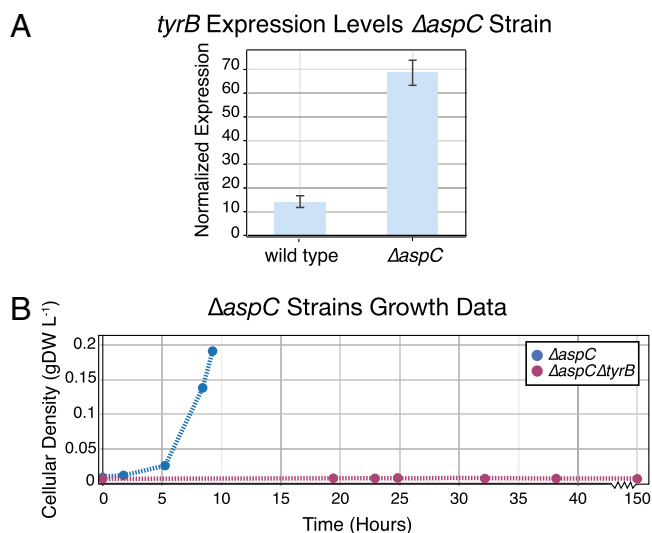 A
tyrB Expression Levels ΔaspC Strain
Normalized Expression
70
60
50
40
30
20
10
0
wild type ΔaspC
B
ΔaspC Strains Growth Data
Cellular Density (gDW L-1)
0.2
0.15
0.1
0.05
0
ΔaspC
ΔaspCΔtyrB
0 5 10 15 20 25 30 35 40 150
Time (Hours)